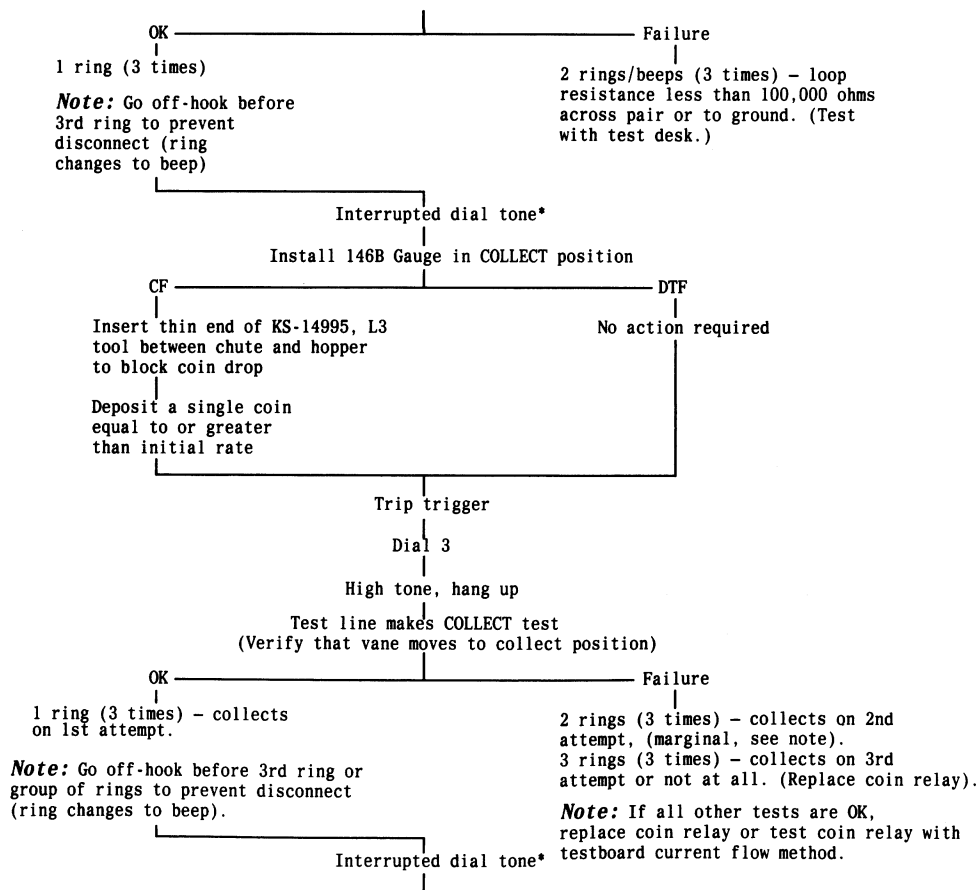 OK
Failure
1 ring (3 times)
Note: Go off-hook before
3rd ring to prevent
disconnect (ring
changes to beep)
2 rings/beeps (3 times) – loop
resistance less than 100,000 ohms
across pair or to ground. (Test
with test desk.)
Interrupted dial tone*
Install 146B Gauge in COLLECT position
CF
DTF
Insert thin end of KS-14995, L3
tool between chute and hopper
to block coin drop
No action required
Deposit a single coin
equal to or greater
than initial rate
Trip trigger
Dial 3
High tone, hang up
Test line makes COLLECT test
(Verify that vane moves to collect position)
OK
Failure
1 ring (3 times) – collects
on 1st attempt.
Note: Go off-hook before 3rd ring or
group of rings to prevent disconnect
(ring changes to beep).
2 rings (3 times) – collects on 2nd
attempt, (marginal, see note).
3 rings (3 times) – collects on 3rd
attempt or not at all. (Replace coin relay).
Note: If all other tests are OK,
replace coin relay or test coin relay with
testboard current flow method.
Interrupted dial tone*